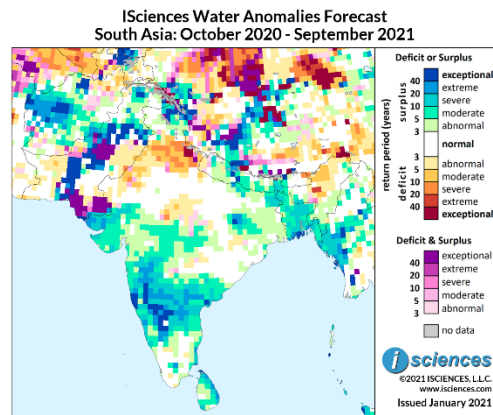 ISciences Water Anomalies Forecast
South Asia: October 2020 - September 2021
Deficit or Surplus
return period (years)
surplus
deficit
exceptional
40
extreme
20
severe
10
moderate
5
abnormal
3
normal
3
abnormal
5
moderate
10
severe
20
extreme
40
exceptional
Deficit & Surplus
exceptional
40
extreme
20
severe
10
moderate
5
abnormal
3
no data
i sciences
©2021 ISCIENCES, L.L.C.
www.isciences.com
Issued January 2021